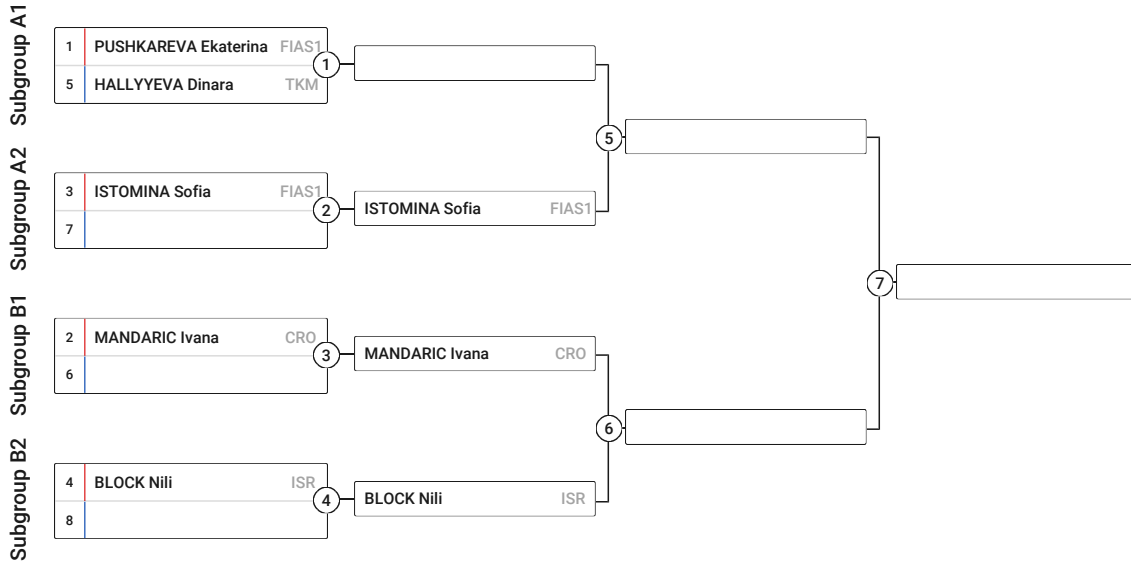 Subgroup A1
1 PUSHKAREVA Ekaterina FIAS1
5 HALLYYEVA Dinara TKM
1
Subgroup A2
3 ISTOMINA Sofia FIAS1
7
2
ISTOMINA Sofia FIAS1
5
Subgroup B1
2 MANDARIC Ivana CRO
6
3
MANDARIC Ivana CRO
Subgroup B2
4 BLOCK Nili ISR
8
4
BLOCK Nili ISR
6
7